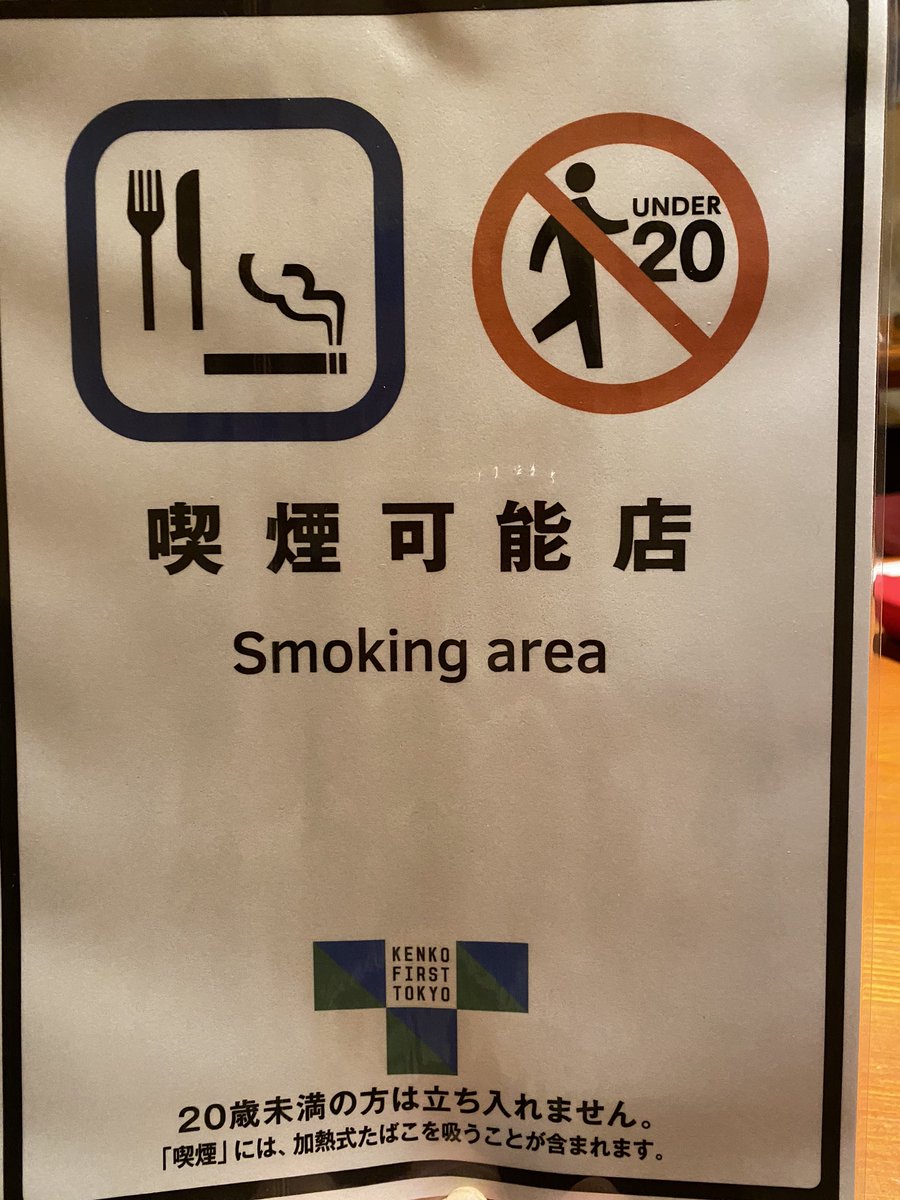 UNDER
20
喫煙可能店
Smoking area
KENKO
FIRST
TOKYO
20歳未満の方は立ち入れません。
「喫煙」には、加熱式たばこを吸うことが含まれます。